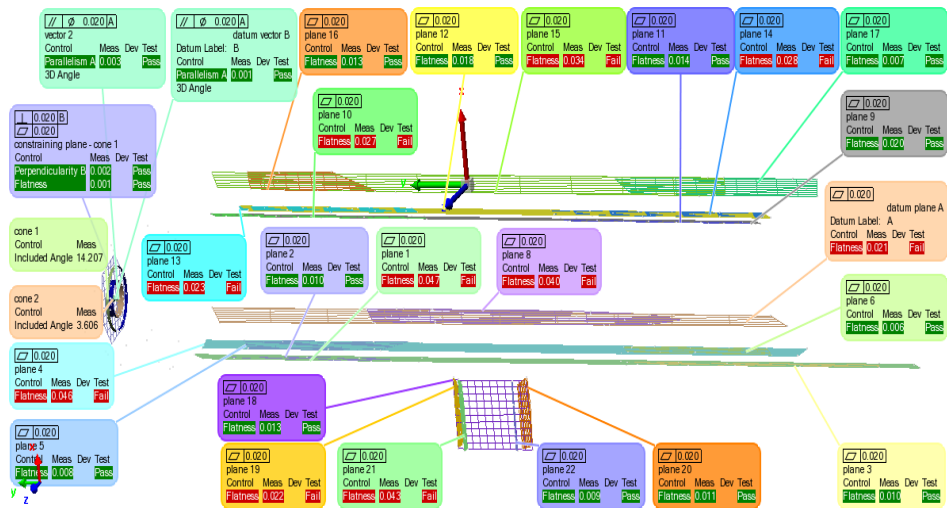 // Ø 0.020 A
vector 2
Control Meas Dev Test
Parallelism A 0.003 Pass
3D Angle
// Ø 0.020 A
datum vector B
Datum Label: B
Control Meas Dev Test
Parallelism A 0.001 Pass
3D Angle
0.020
plane 16
Control Meas Dev Test
Flatness 0.013 Pass
0.020
plane 12
Control Meas Dev Test
Flatness 0.018 Pass
0.020
plane 15
Control Meas Dev Test
Flatness 0.034 Fail
0.020
plane 11
Control Meas Dev Test
Flatness 0.014 Pass
0.020
plane 14
Control Meas Dev Test
Flatness 0.028 Fail
0.020
plane 17
Control Meas Dev Test
Flatness 0.007 Pass
0.020
plane 10
Control Meas Dev Test
Flatness 0.027 Fail
0.020
plane 9
Control Meas Dev Test
Flatness 0.020 Pass
⊥ 0.020 B
0.020
constraining plane - cone 1
Control Meas Dev Test
Perpendicularity B 0.002 Pass
Flatness 0.001 Pass
0.020
datum plane A
Datum Label: A
Control Meas Dev Test
Flatness 0.021 Fail
cone 1
Control Meas
Included Angle 14.207
0.020
plane 13
Control Meas Dev Test
Flatness 0.023 Fail
0.020
plane 2
Control Meas Dev Test
Flatness 0.010 Pass
0.020
plane 1
Control Meas Dev Test
Flatness 0.047 Fail
0.020
plane 8
Control Meas Dev Test
Flatness 0.040 Fail
cone 2
Control Meas
Included Angle 3.606
0.020
plane 6
Control Meas Dev Test
Flatness 0.006 Pass
0.020
plane 4
Control Meas Dev Test
Flatness 0.046 Fail
0.020
plane 18
Control Meas Dev Test
Flatness 0.013 Pass
0.020
plane 5
Control Meas Dev Test
Flatness 0.008 Pass
0.020
plane 19
Control Meas Dev Test
Flatness 0.022 Fail
0.020
plane 21
Control Meas Dev Test
Flatness 0.043 Fail
0.020
plane 22
Control Meas Dev Test
Flatness 0.009 Pass
0.020
plane 20
Control Meas Dev Test
Flatness 0.011 Pass
0.020
plane 3
Control Meas Dev Test
Flatness 0.010 Pass
y
z